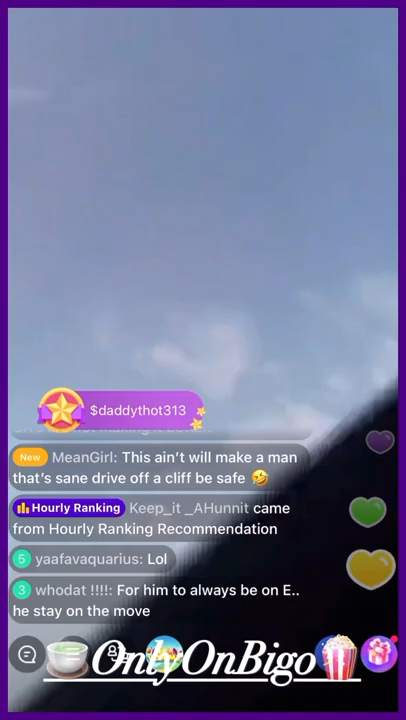 $daddythot313
New MeanGirl: This ain't will make a man
that's sane drive off a cliff be safe 🤣
Hourly Ranking Keep_it _AHunnit came
from Hourly Ranking Recommendation
5 yaafavaquarius: Lol
3 whodat !!!!: For him to always be on E..
he stay on the move
OnlyOnBigo